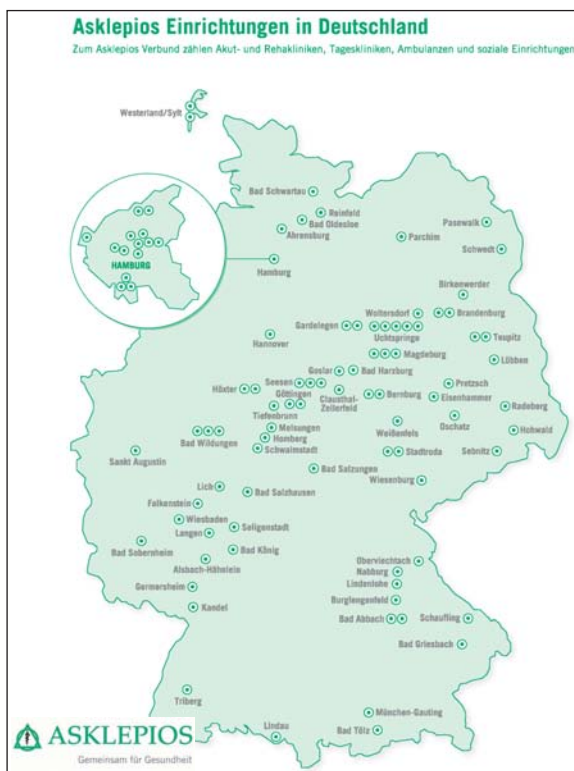 Asklepios Einrichtungen in Deutschland
Zum Asklepios Verbund zählen Akut- und Rehakliniken, Tageskliniken, Ambulanzen und soziale Einrichtungen
Westerland/Sylt
Bad Schwartau
Reinfeld
Bad Oldesloe
Ahrensburg
Parchim
Pasewalk
Schwedt
HAMBURG
Hamburg
Birkenwerder
Woltersdorf
Brandenburg
Gardelegen
Uchtspringe
Teupitz
Hannover
Magdeburg
Lübben
Goslar
Bad Harzburg
Seesen
Höxter
Göttingen
Clausthal-
Zellerfeld
Bernburg
Pretzsch
Eisenhammer
Tiefenbrunn
Radeberg
Melsungen
Weißenfels
Oschatz
Hohwald
Bad Wildungen
Homberg
Schwalmstadt
Stadtroda
Sebnitz
Sankt Augustin
Bad Salzungen
Wiesenburg
Lich
Bad Salzhausen
Falkenstein
Wiesbaden
Seligenstadt
Langen
Bad Sobernheim
Bad König
Alsbach-Hähnlein
Oberviechtach
Nabburg
Germersheim
Lindenlohe
Kandel
Burglengenfeld
Bad Abbach
Schaufling
Bad Griesbach
Triberg
München-Gauting
Lindau
Bad Tölz
ASKLEPIOS
Gemeinsam für Gesundheit